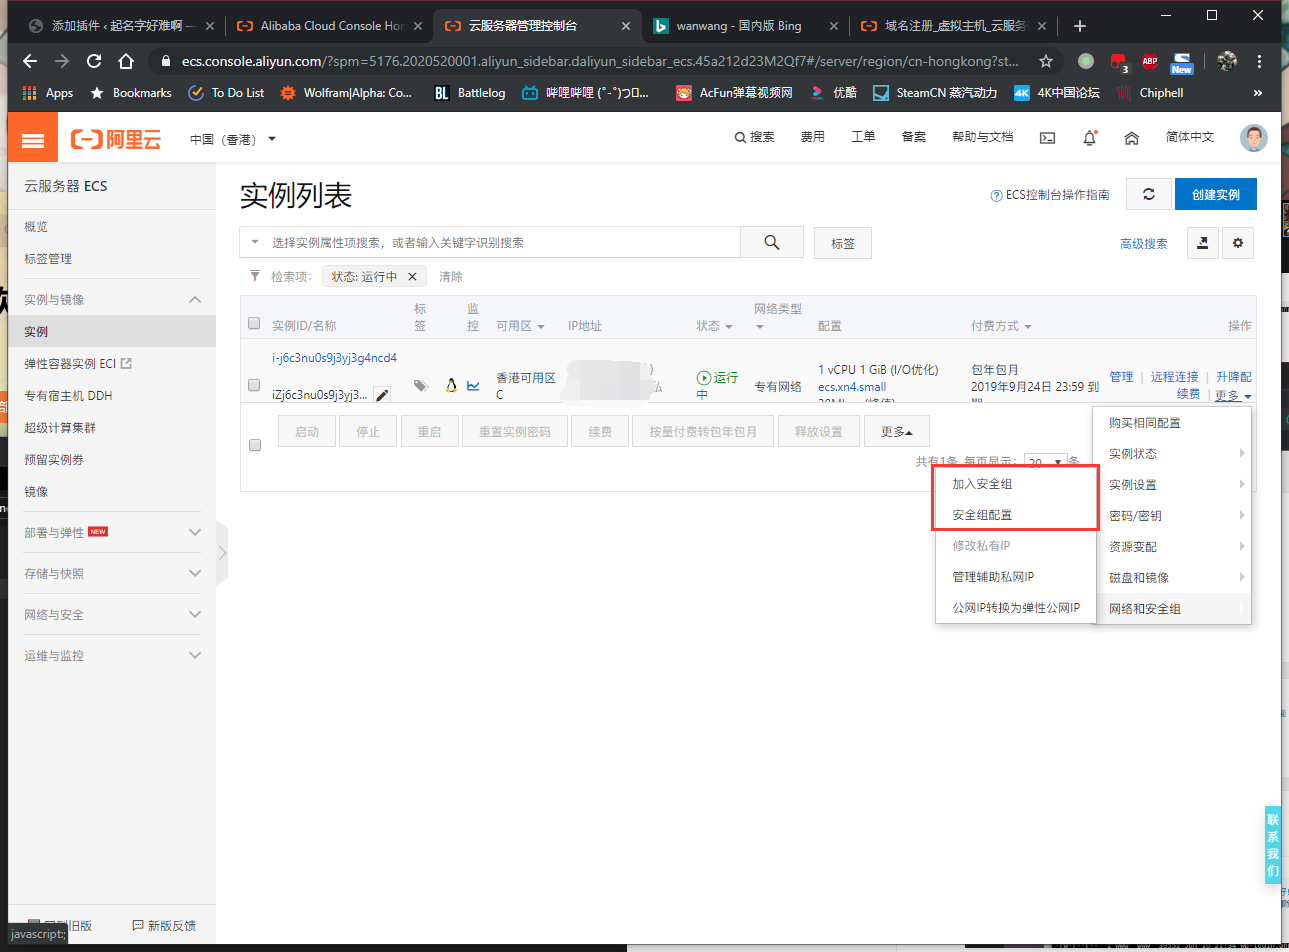 添加插件 ‹ 起名字好难啊 —
Alibaba Cloud Console Hom
云服务器管理控制台
wanwang - 国内版 Bing
域名注册_虚拟主机_云服务
ecs.console.aliyun.com/?spm=5176.2020520001.aliyun_sidebar.daliyun_sidebar_ecs.45a212d23M2Qf7#/server/region/cn-hongkong?st...
3
ABP
New
Apps
Bookmarks
To Do List
Wolfram|Alpha: Co...
BL Battlelog
哔哩哔哩 (゜-゜)つロ...
AcFun弹幕视频网
优酷
SteamCN 蒸汽动力
4K 4K中国论坛
Chiphell
»
阿里云
中国（香港）
搜索
费用
工单
备案
帮助与文档
简体中文
云服务器 ECS
概览
标签管理
实例与镜像
实例
弹性容器实例 ECI
专有宿主机 DDH
超级计算集群
预留实例券
镜像
部署与弹性 NEW
存储与快照
网络与安全
运维与监控
新版反馈
javascript:;
实例列表
ECS控制台操作指南
创建实例
选择实例属性项搜索，或者输入关键字识别搜索
标签
高级搜索
检索项：
状态: 运行中
清除
实例ID/名称
标签
监控
可用区
IP地址
状态
网络类型
配置
付费方式
操作
i-j6c3nu0s9j3yj3g4ncd4
iZj6c3nu0s9j3yj3...
香港可用区 C
运行中
专有网络
1 vCPU 1 GiB (I/O优化)
ecs.xn4.small
包年包月
2019年9月24日 23:59 到
管理 | 远程连接 | 升降配
续费 | 更多
启动
停止
重启
重置实例密码
续费
按量付费转包年包月
释放设置
更多
共有1条
每页显示：
20
条
购买相同配置
实例状态
实例设置
密码/密钥
资源变配
磁盘和镜像
网络和安全组
加入安全组
安全组配置
修改私有IP
管理辅助私网IP
公网IP转换为弹性公网IP
联系我们